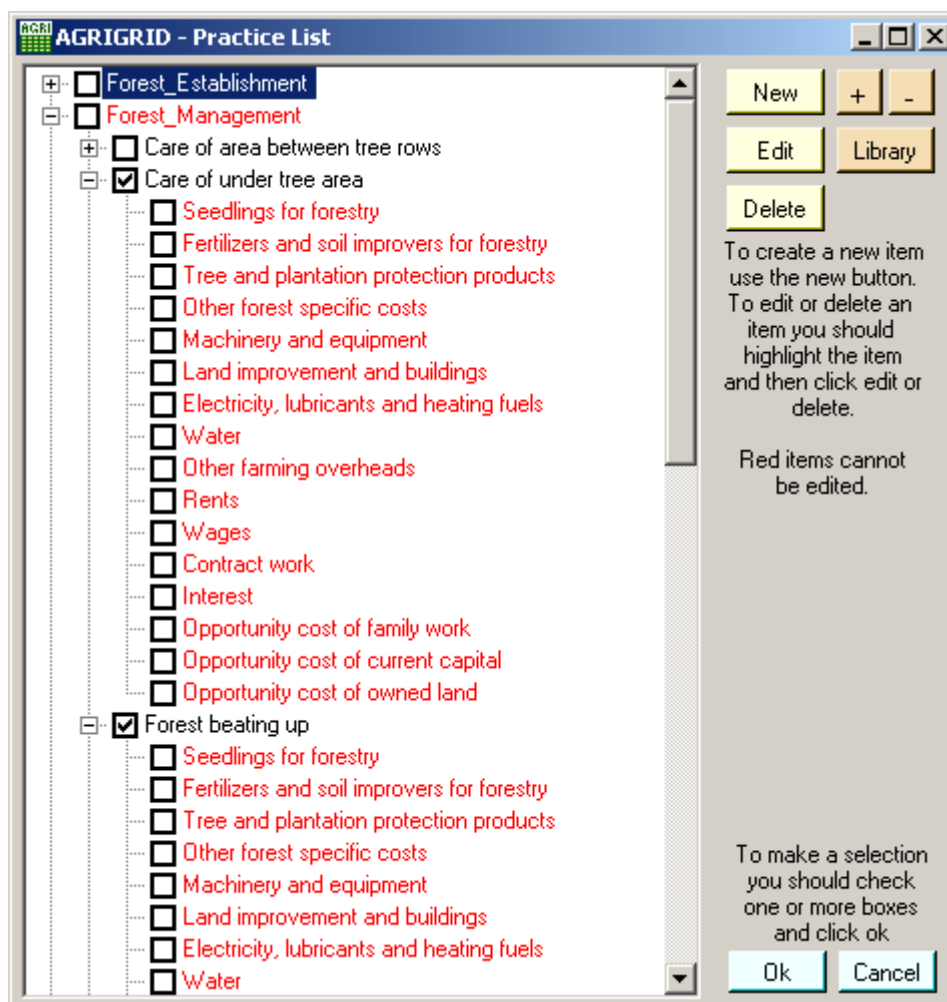 AGRI
AGRIGRID - Practice List
Forest_Establishment
Forest_Management
Care of area between tree rows
Care of under tree area
Seedlings for forestry
Fertilizers and soil improvers for forestry
Tree and plantation protection products
Other forest specific costs
Machinery and equipment
Land improvement and buildings
Electricity, lubricants and heating fuels
Water
Other farming overheads
Rents
Wages
Contract work
Interest
Opportunity cost of family work
Opportunity cost of current capital
Opportunity cost of owned land
Forest beating up
Seedlings for forestry
Fertilizers and soil improvers for forestry
Tree and plantation protection products
Other forest specific costs
Machinery and equipment
Land improvement and buildings
Electricity, lubricants and heating fuels
Water
New + -
Edit Library
Delete
To create a new item
use the new button.
To edit or delete an
item you should
highlight the item
and then click edit or
delete.
Red items cannot
be edited.
To make a selection
you should check
one or more boxes
and click ok
Ok Cancel